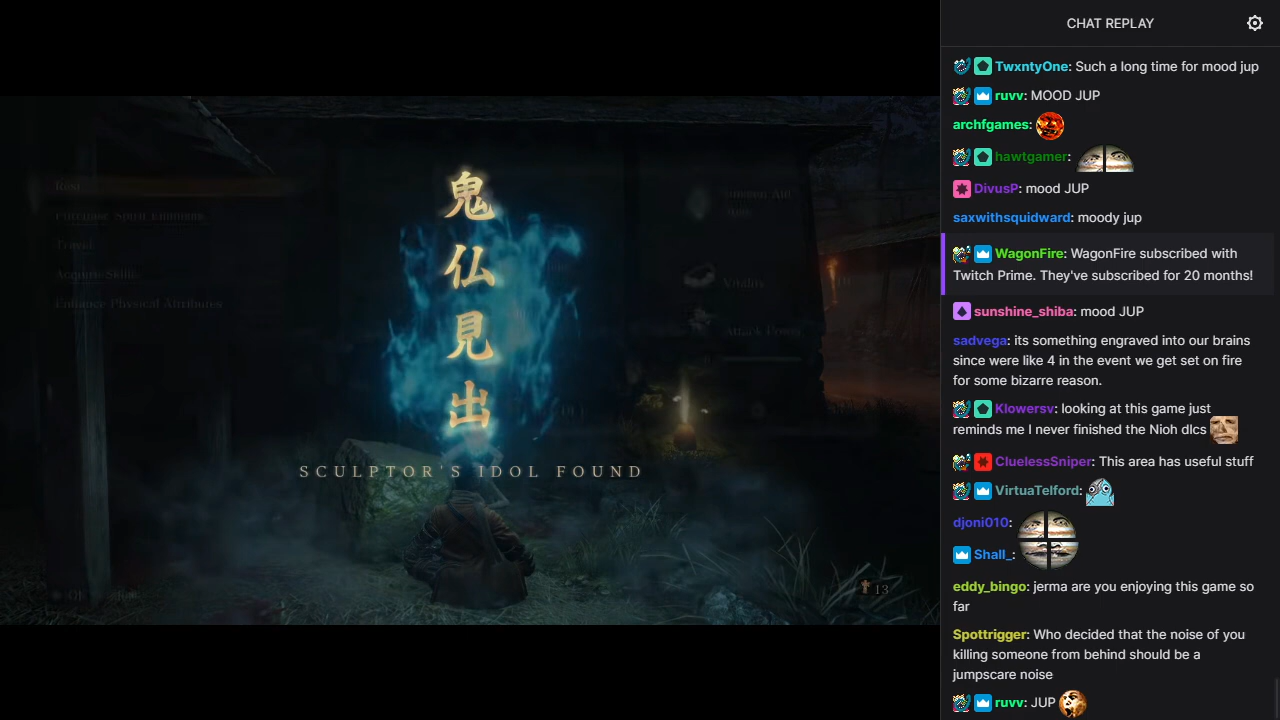 CHAT REPLAY
Rest
Purchase Spirit Emblems
Travel
Acquire Skills
Enhance Physical Attributes
鬼
仏
見
出
Vitality
Attack Power
SCULPTOR'S IDOL FOUND
13
TwxntyOne: Such a long time for mood jup
ruvv: MOOD JUP
archfgames:
hawtgamer:
DivusP: mood JUP
saxwithsquidward: moody jup
WagonFire: WagonFire subscribed with
Twitch Prime. They've subscribed for 20 months!
sunshine_shiba: mood JUP
sadvega: its something engraved into our brains
since were like 4 in the event we get set on fire
for some bizarre reason.
Klowersv: looking at this game just
reminds me I never finished the Nioh dlcs
CluelessSniper: This area has useful stuff
VirtuaTelford:
djoni010:
Shall_:
eddy_bingo: jerma are you enjoying this game so
far
Spottrigger: Who decided that the noise of you
killing someone from behind should be a
jumpscare noise
ruvv: JUP